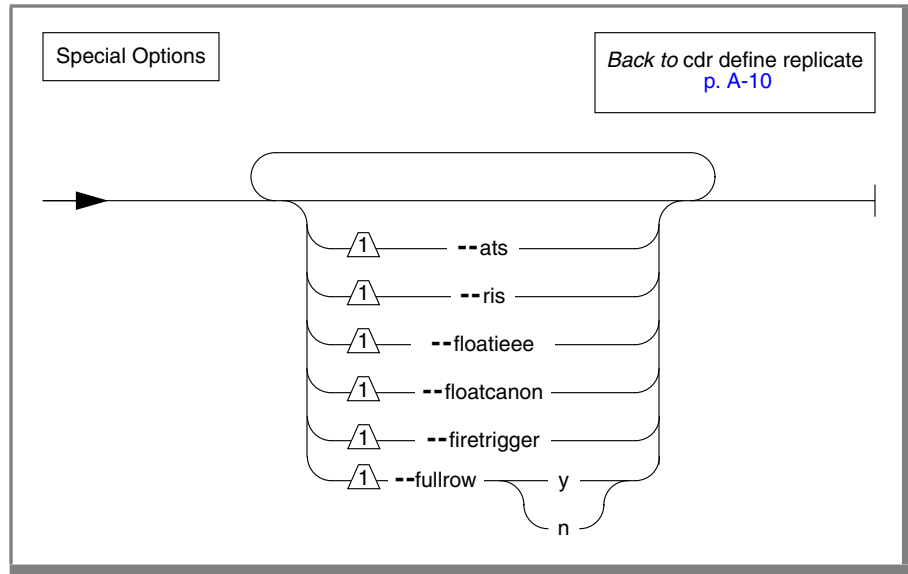 Special Options
Back to cdr define replicate
p. A-10
1 --ats
1 --ris
1 --floatieee
1 --floatcanon
1 --firetrigger
1 --fullrow y
n